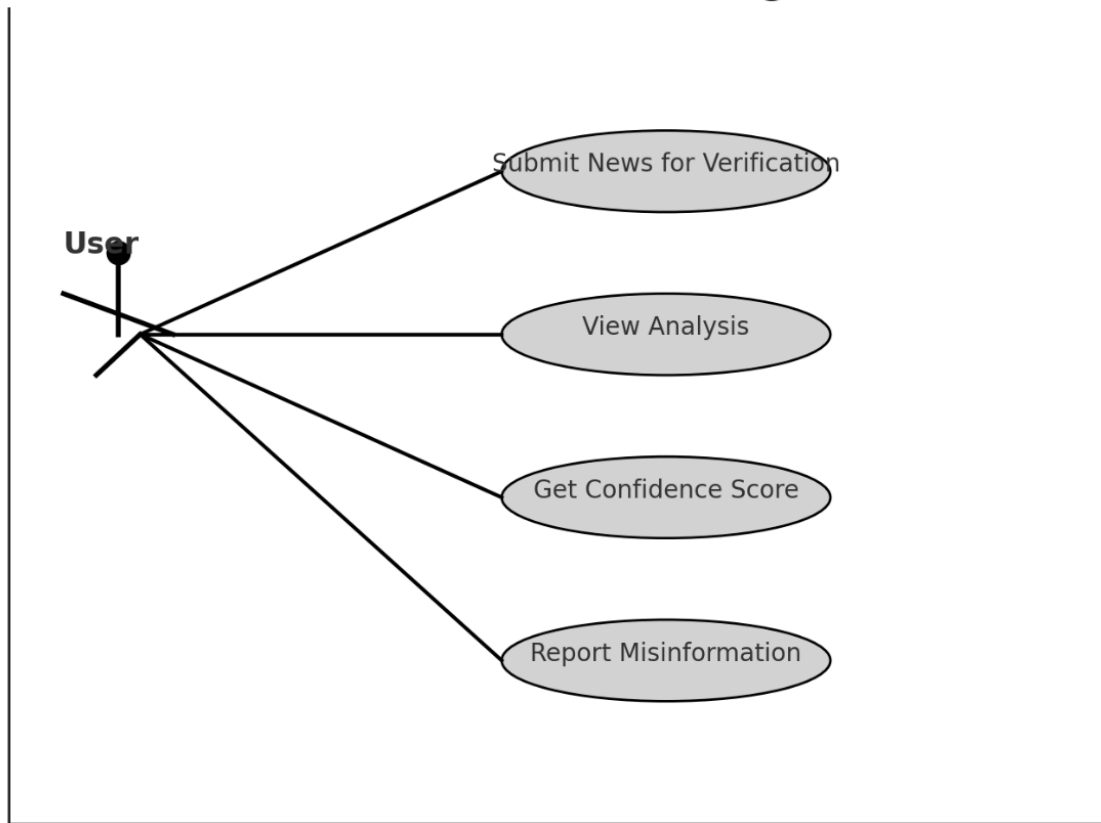 Submit News for Verification
User
View Analysis
Get Confidence Score
Report Misinformation